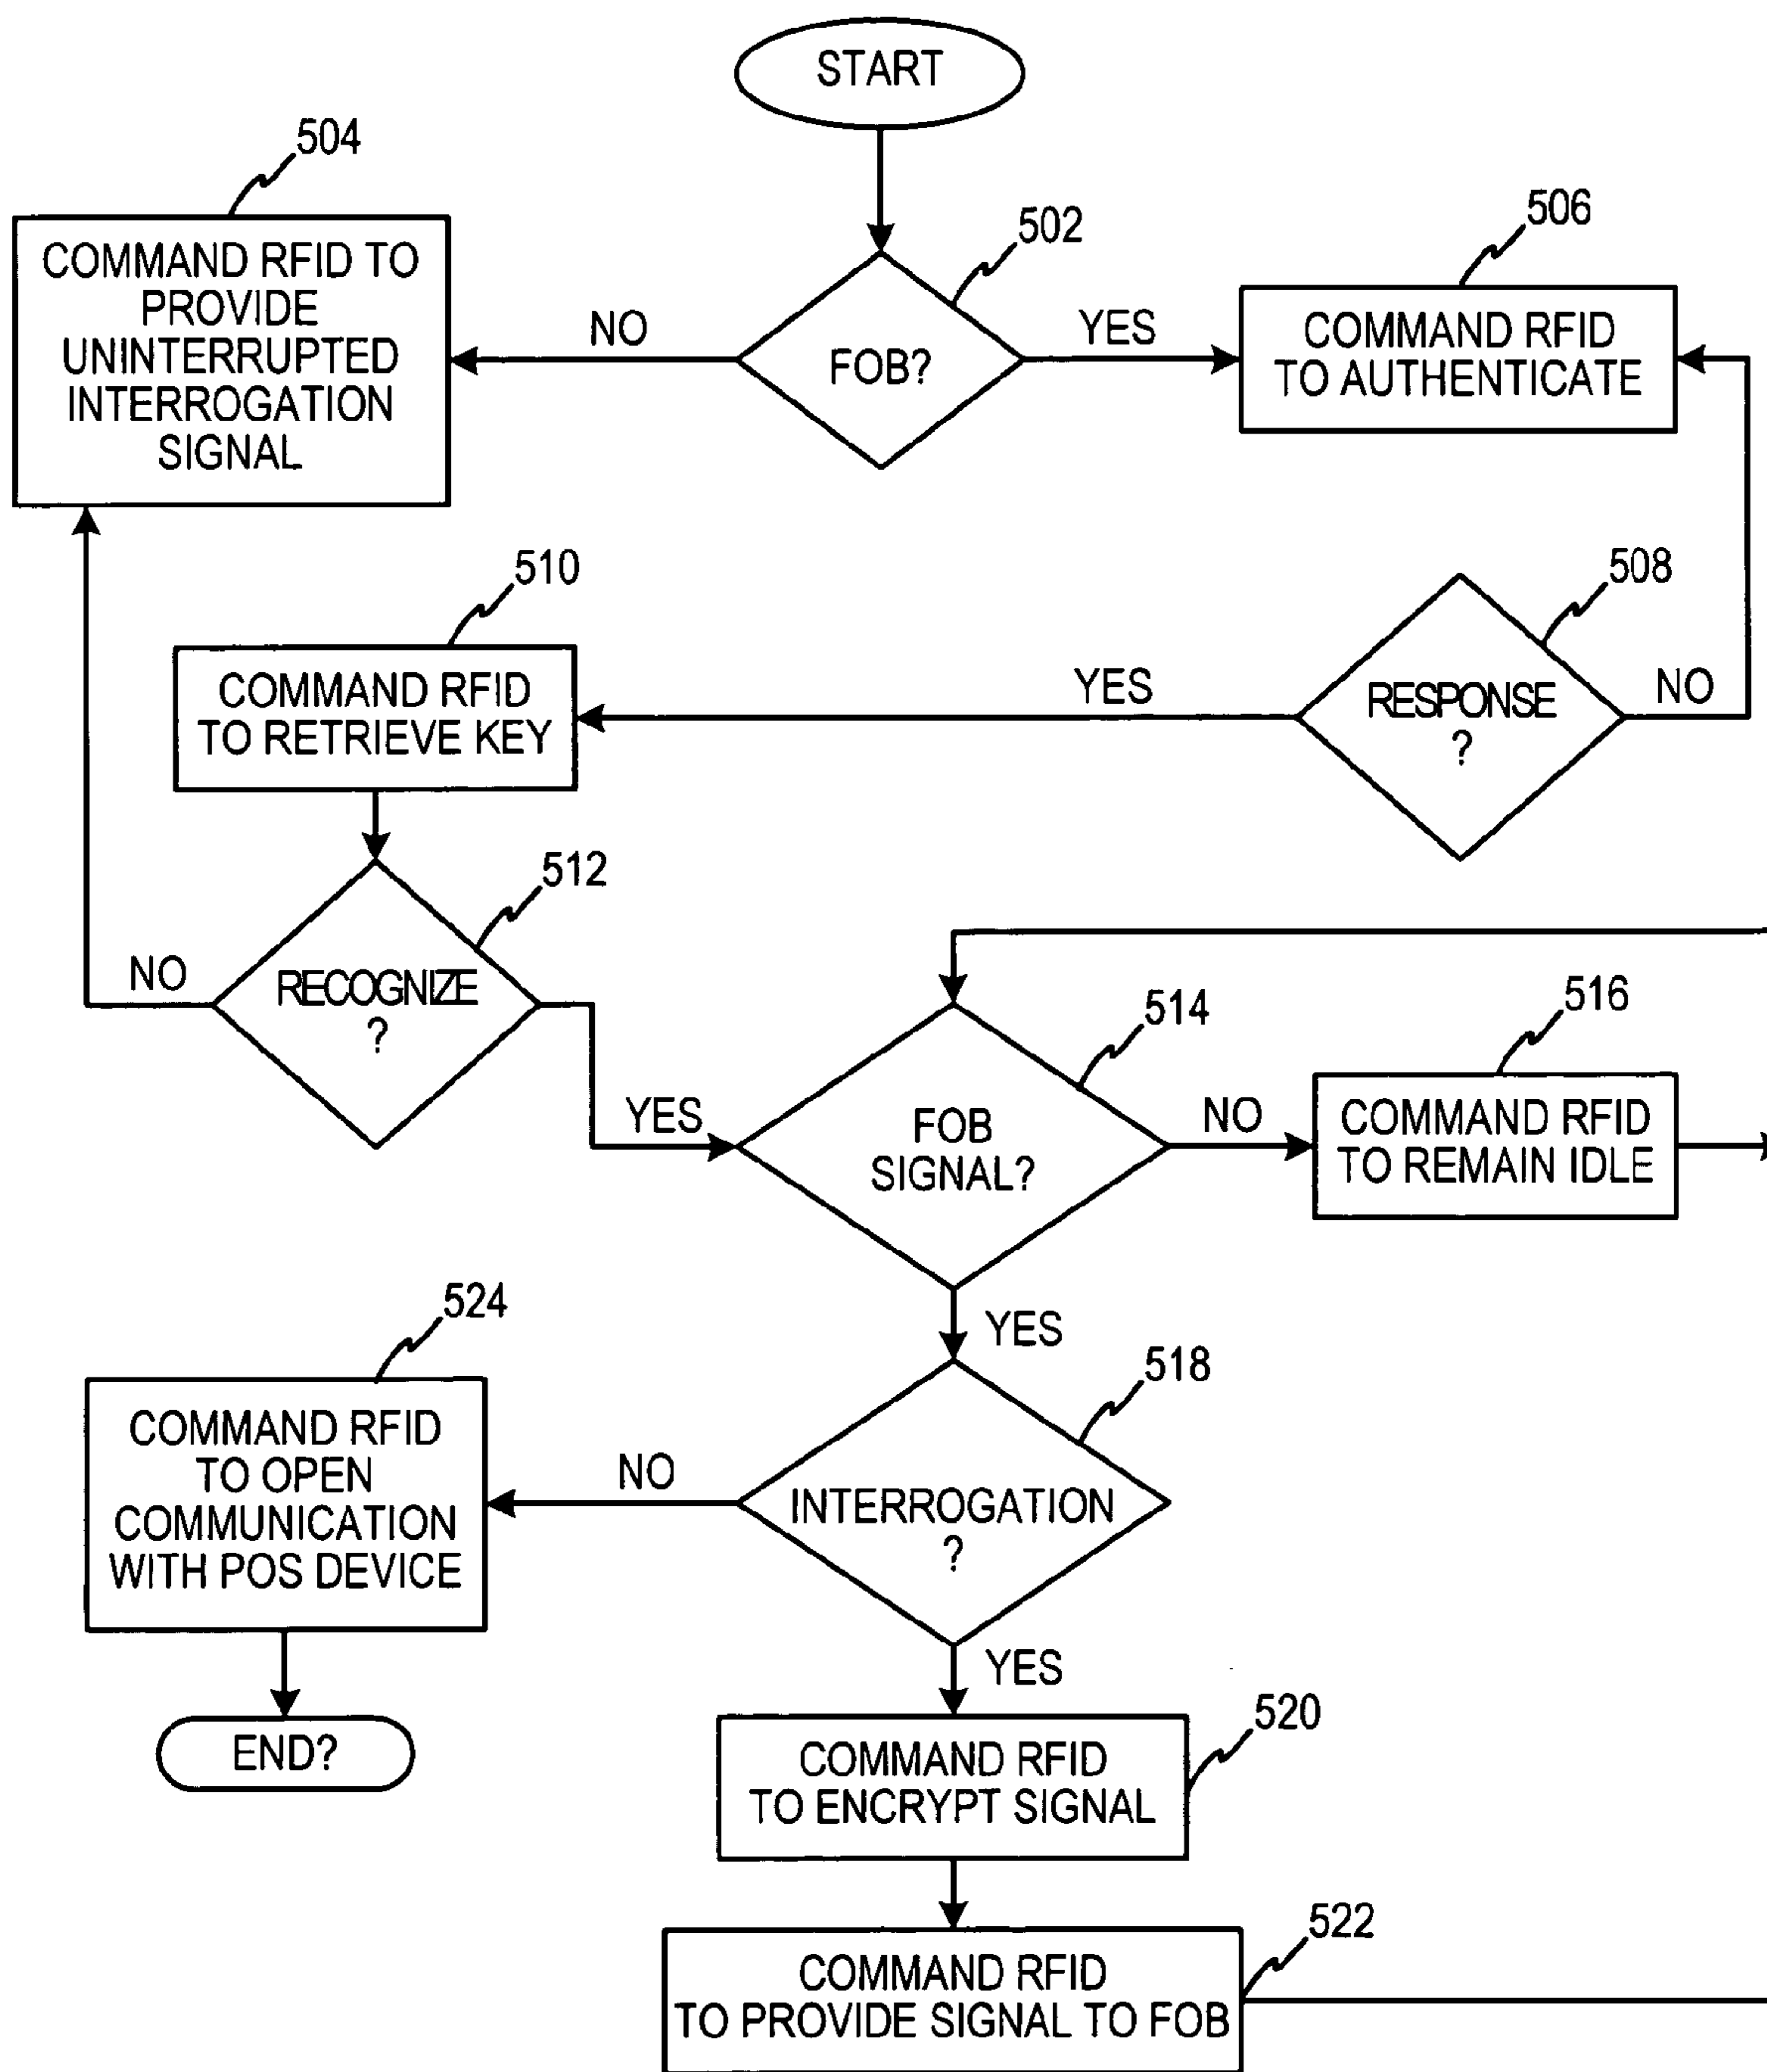 START
504
502
506
COMMAND RFID TO
PROVIDE
UNINTERRUPTED
INTERROGATION
SIGNAL
NO
FOB?
YES
COMMAND RFID
TO AUTHENTICATE
510
508
COMMAND RFID
TO RETRIEVE KEY
YES
RESPONSE
?
NO
512
NO
RECOGNIZE
?
YES
514
516
FOB
SIGNAL?
NO
COMMAND RFID
TO REMAIN IDLE
YES
524
518
COMMAND RFID
TO OPEN
COMMUNICATION
WITH POS DEVICE
NO
INTERROGATION
?
YES
END?
520
COMMAND RFID
TO ENCRYPT SIGNAL
522
COMMAND RFID
TO PROVIDE SIGNAL TO FOB